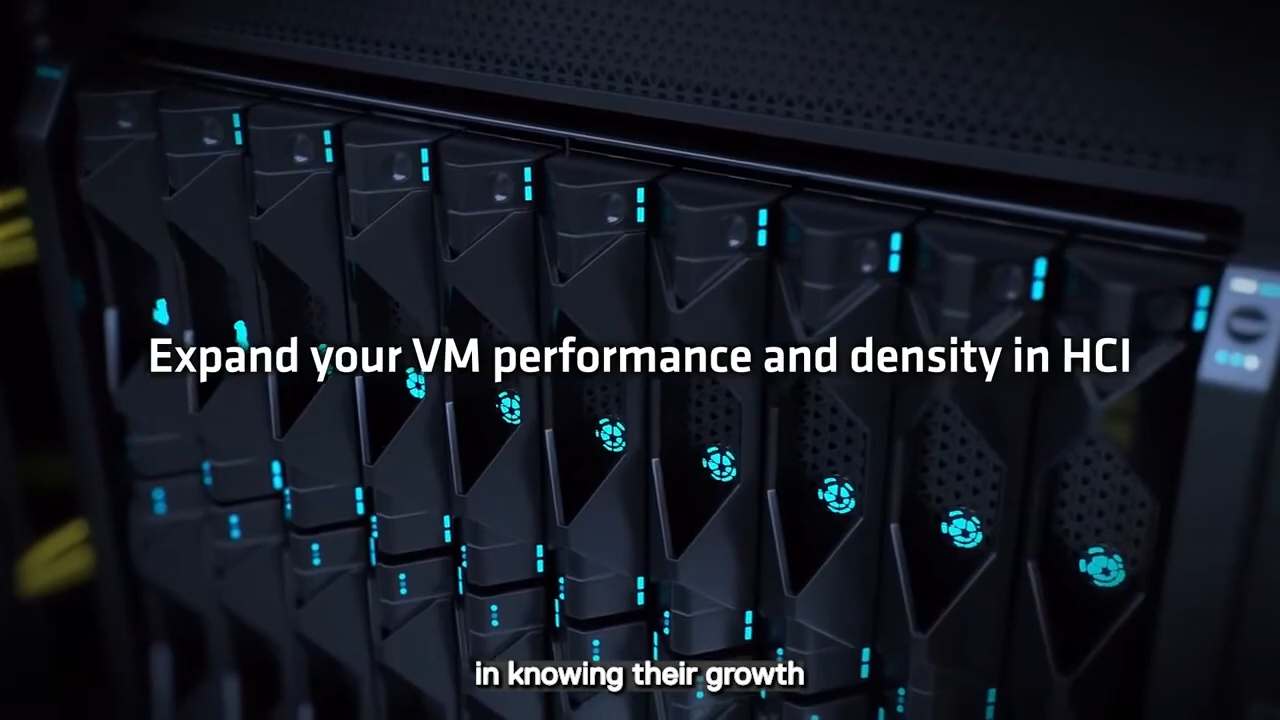 Expand your VM performance and density in HCI
in knowing their growth